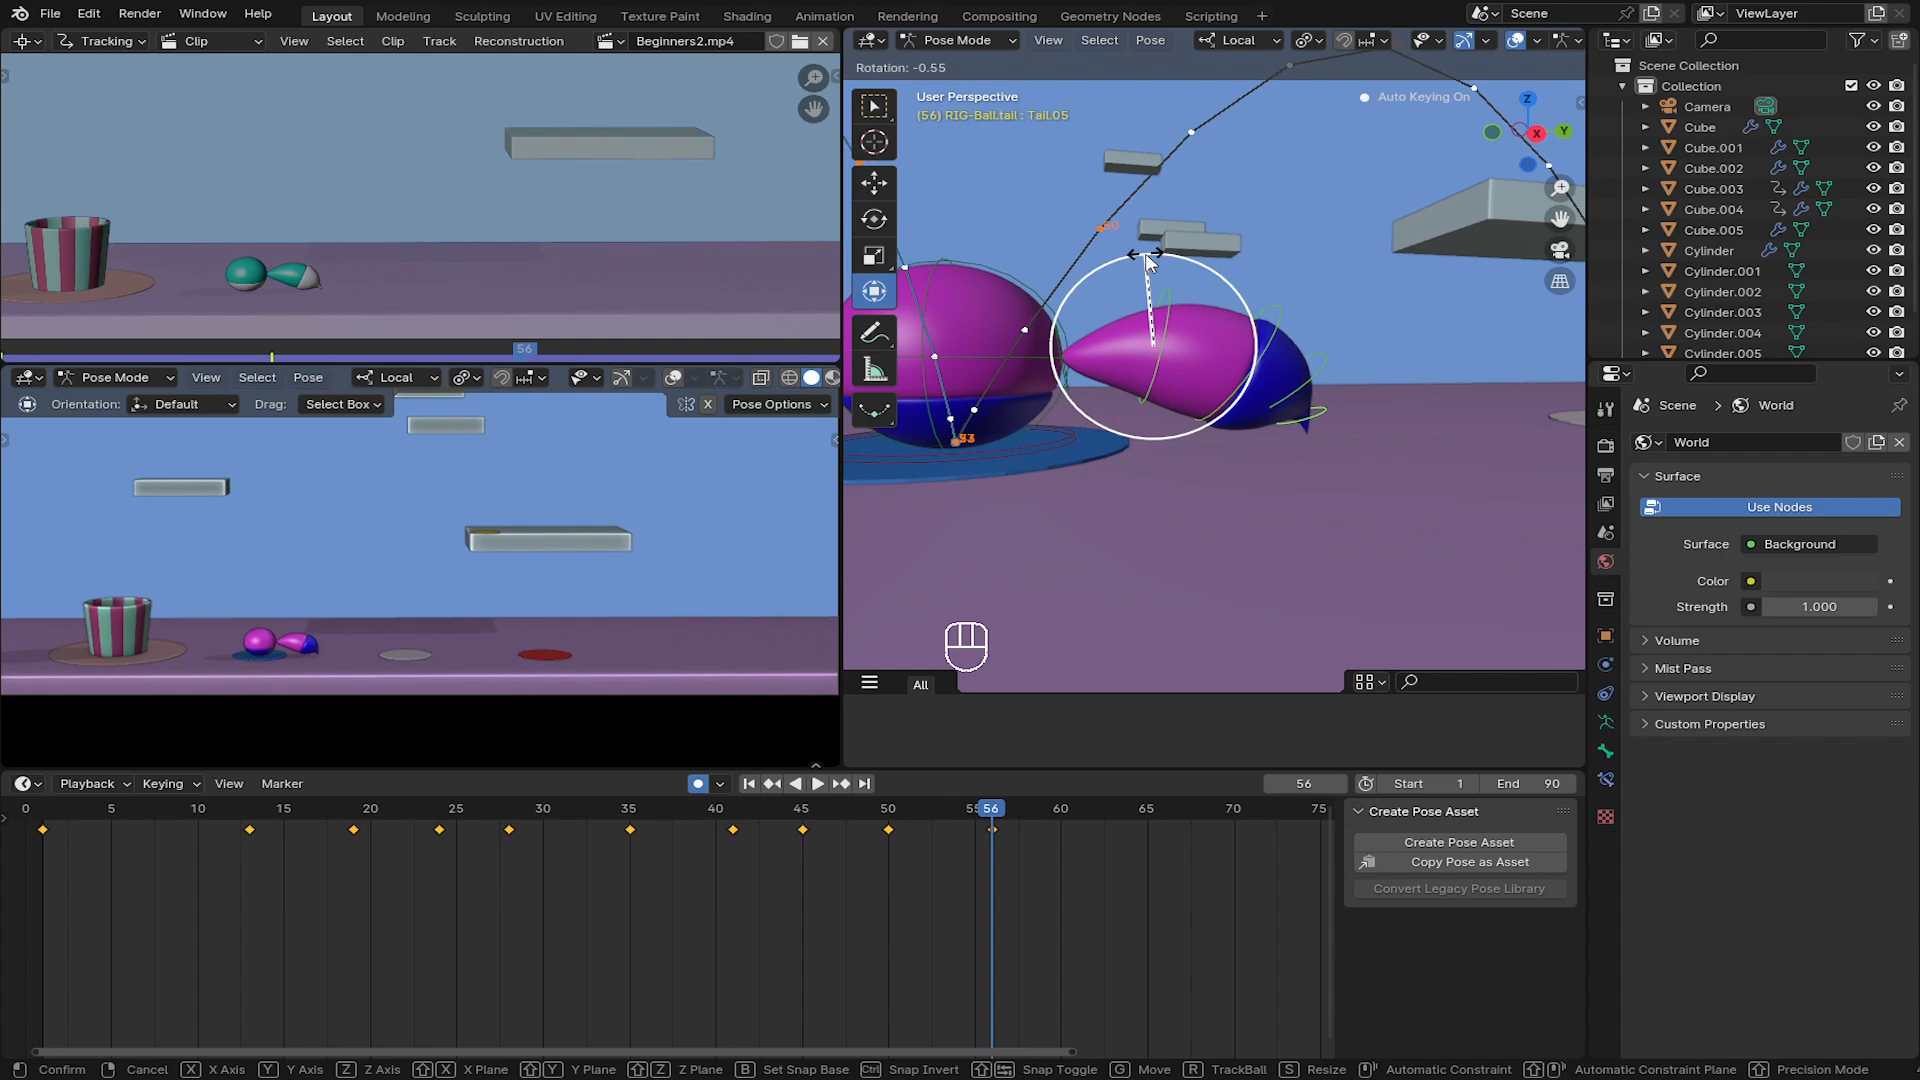 File Edit Render Window Help Layout Modeling Sculpting UV Editing Texture Paint Shading Animation Rendering Compositing Geometry Nodes Scripting + Scene ViewLayer
Tracking Clip View Select Clip Track Reconstruction Beginners2.mp4
Pose Mode View Select Pose Local
Rotation: -0.55
User Perspective
(56) RIG-Ball.tail : Tail.05
Auto Keying On
Z
X
Y
53
All
Scene Collection
Collection
Camera
Cube
Cube.001
Cube.002
Cube.003
Cube.004
Cube.005
Cylinder
Cylinder.001
Cylinder.002
Cylinder.003
Cylinder.004
Cylinder.005
56
Pose Mode View Select Pose Local
Orientation: Default Drag: Select Box X Pose Options
Scene > World
World
Surface
Use Nodes
Surface Background
Color
Strength 1.000
Volume
Mist Pass
Viewport Display
Custom Properties
Playback Keying View Marker 56 Start 1 End 90
0 5 10 15 20 25 30 35 40 45 50 55 56 60 65 70 75
Create Pose Asset
Create Pose Asset
Copy Pose as Asset
Convert Legacy Pose Library
Confirm Cancel X X Axis Y Y Axis Z Z Axis X X Plane Y Y Plane Z Z Plane B Set Snap Base Ctrl Snap Invert Snap Toggle G Move R TrackBall S Resize Automatic Constraint Automatic Constraint Plane Precision Mode